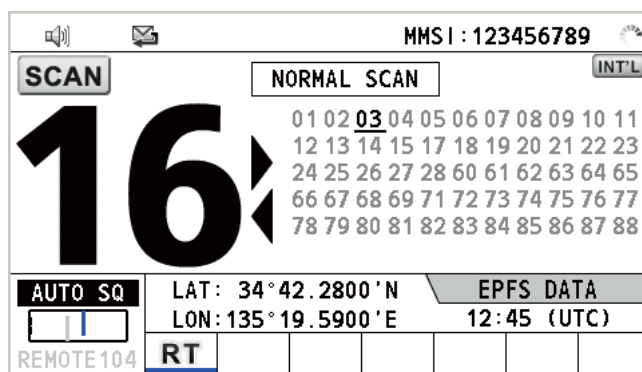 MMSI:123456789
SCAN
NORMAL SCAN
INT'L
16
01 02 03 04 05 06 07 08 09 10 11
12 13 14 15 17 18 19 20 21 22 23
24 25 26 27 28 60 61 62 63 64 65
66 67 68 69 71 72 73 74 75 76 77
78 79 80 81 82 83 84 85 86 87 88
AUTO SQ
REMOTE104
LAT: 34°42.2800'N
LON:135°19.5900'E
EPFS DATA
12:45 (UTC)
RT